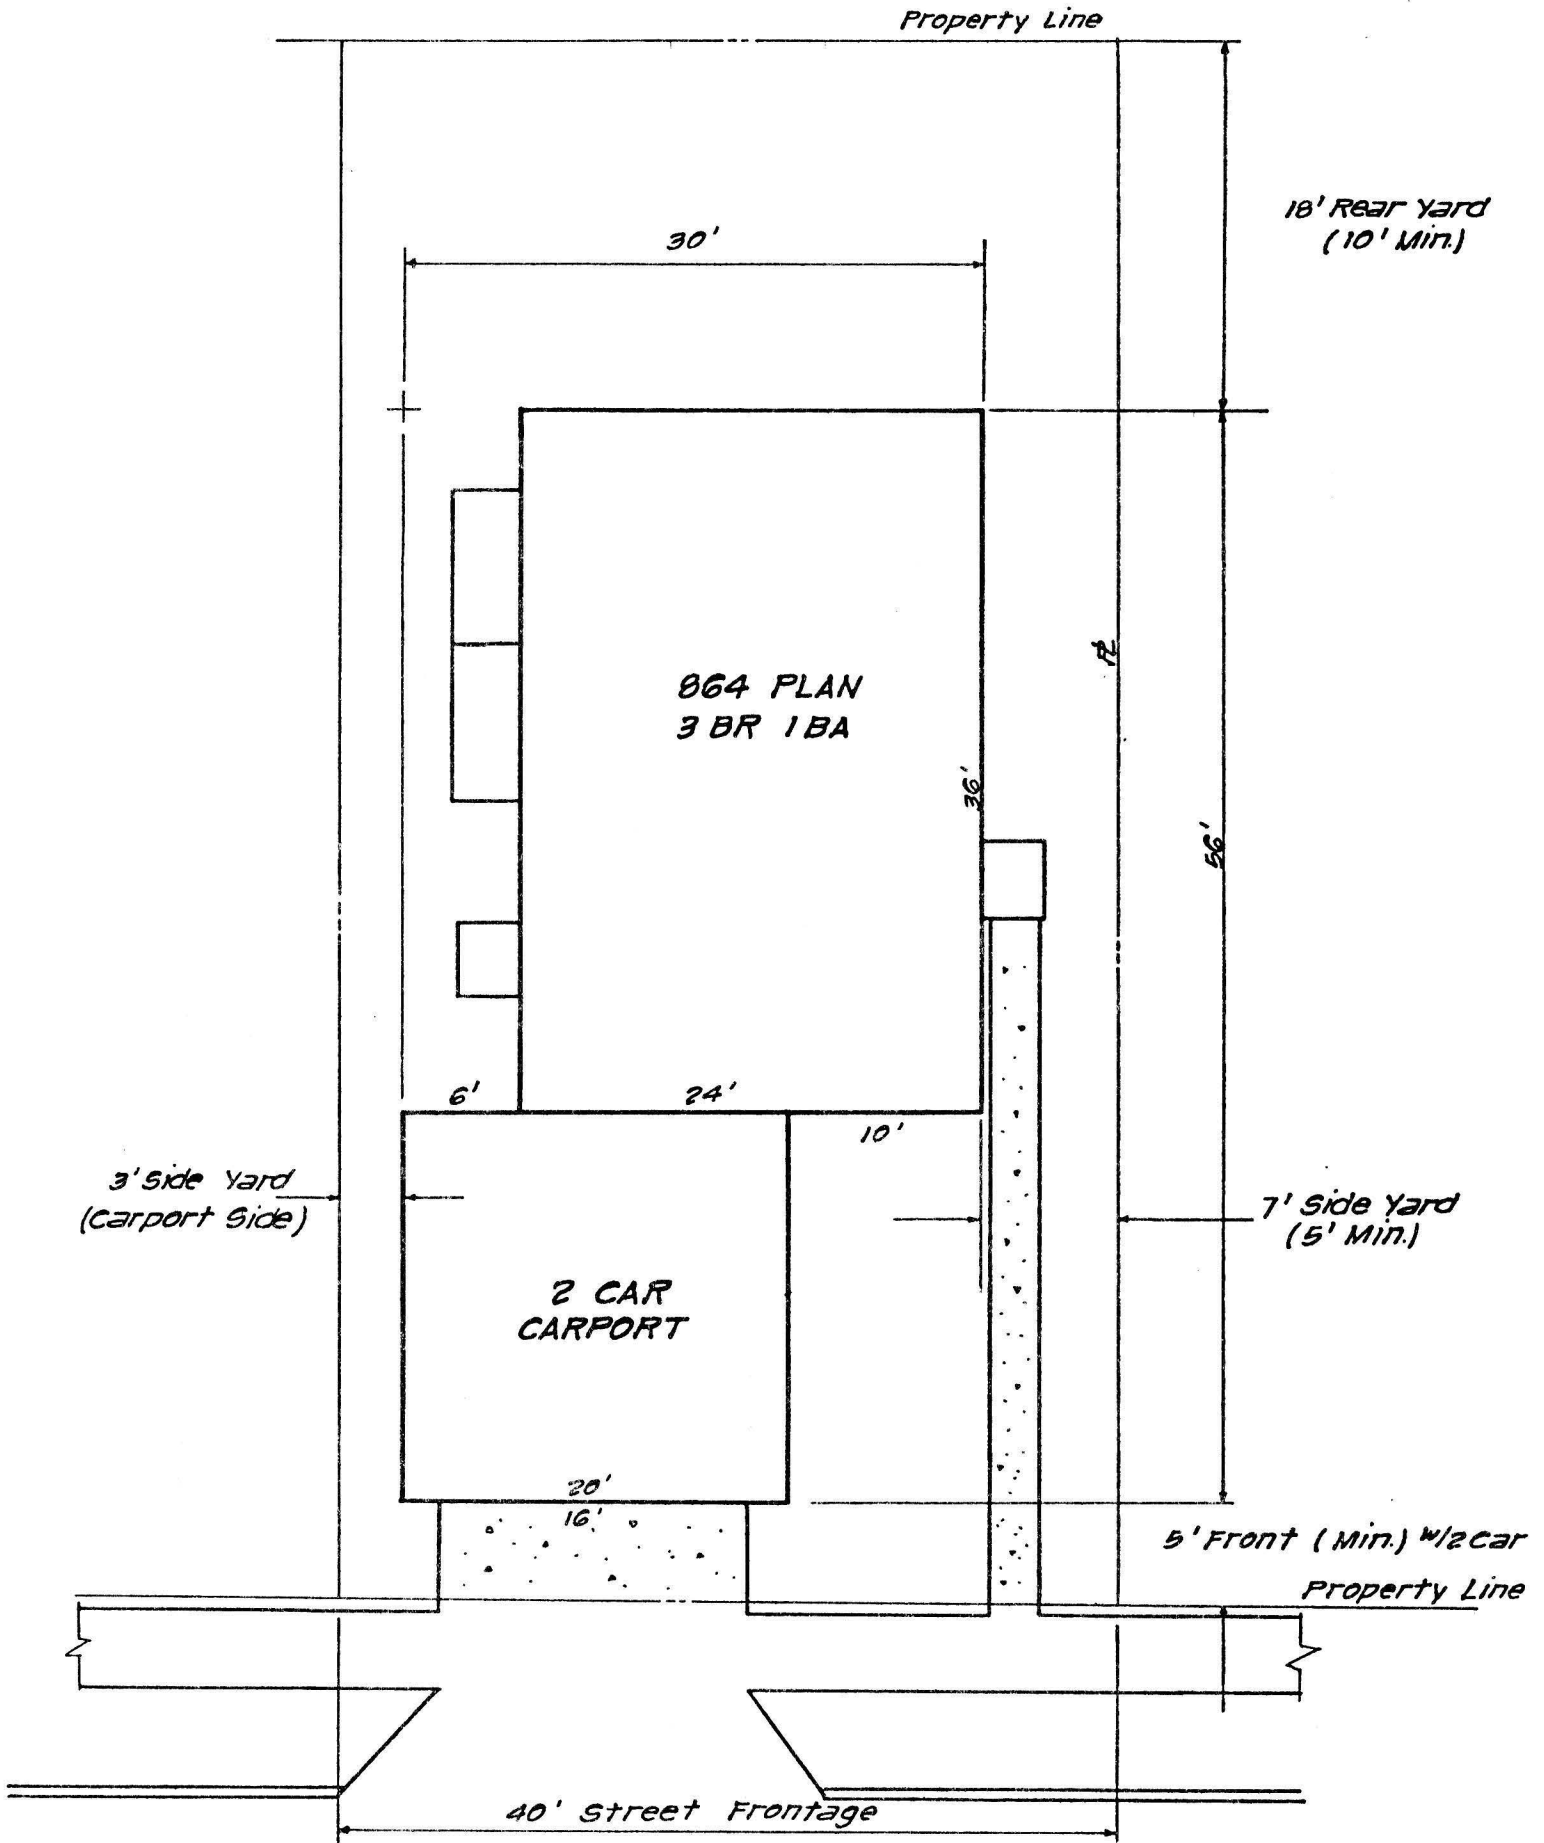 Property Line
18' Rear Yard
(10' Min.)
30'
864 PLAN
3 BR 1 BA
PL
36'
56'
6'
24'
10'
3' Side Yard
(Carport Side)
7' Side Yard
(5' Min.)
2 CAR
CARPORT
20'
16'
5' Front (Min.) W/2 Car
Property Line
40' Street Frontage